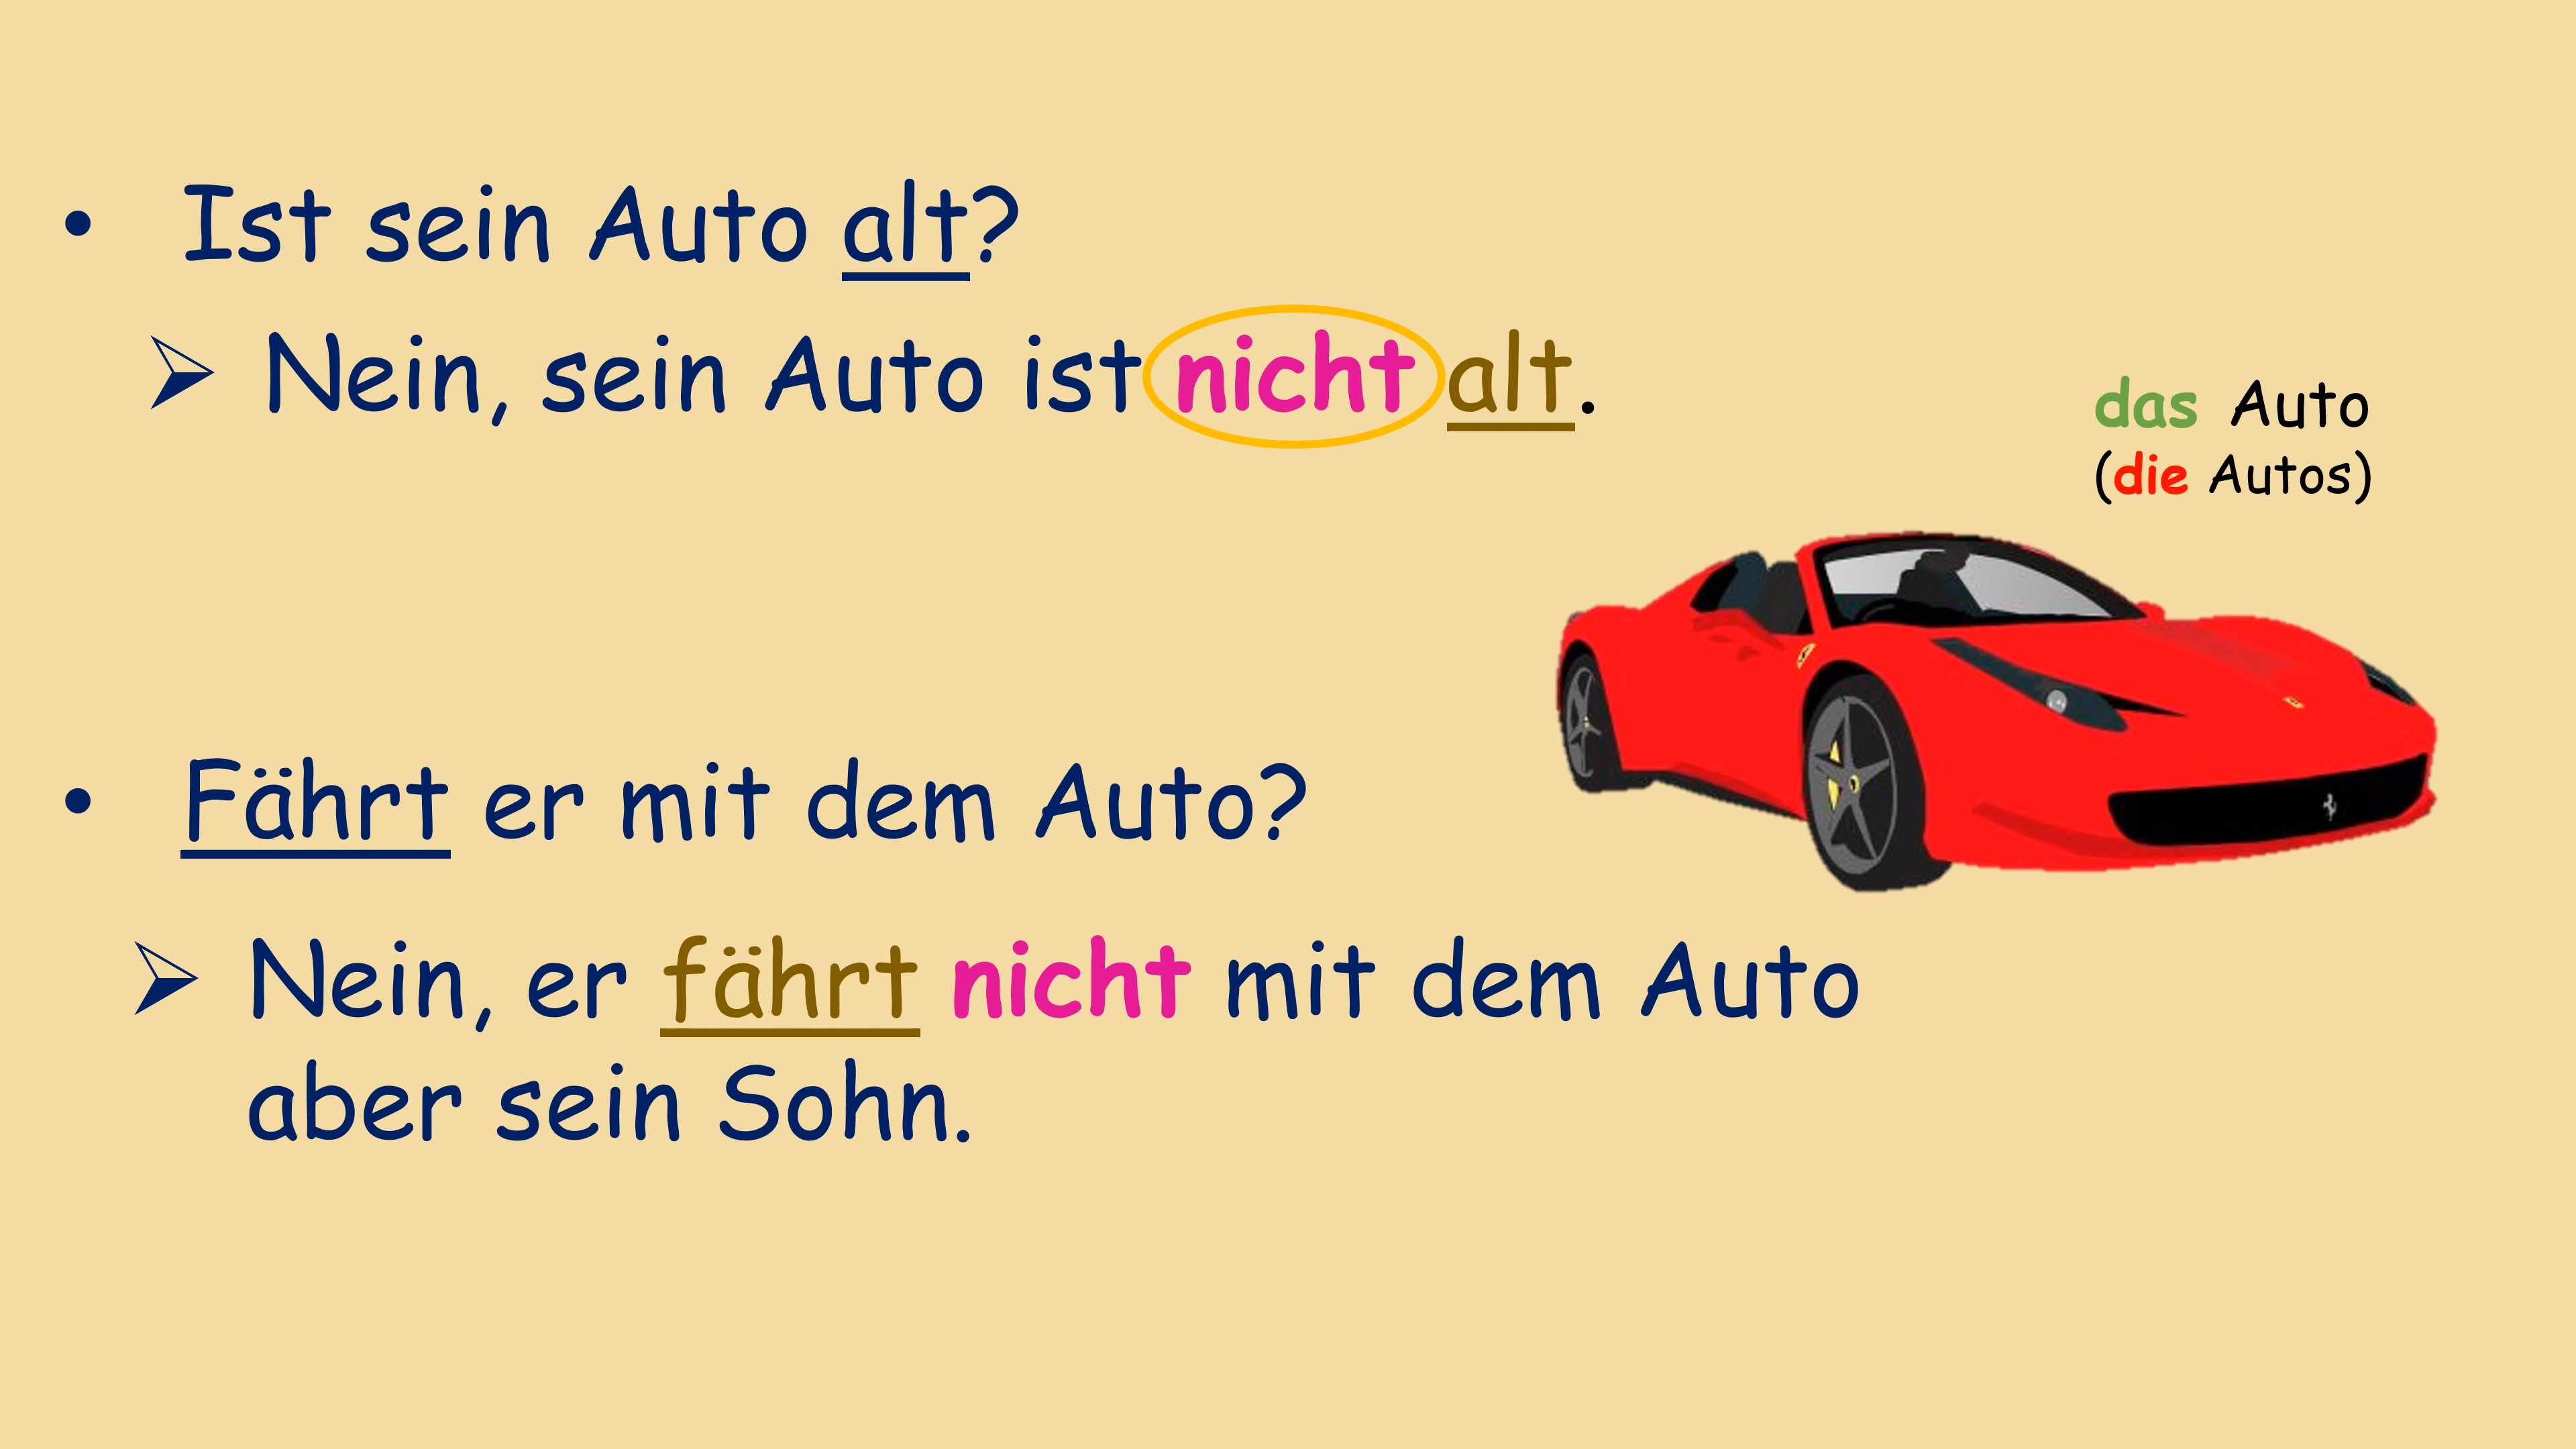 • Ist sein Auto alt?
➢ Nein, sein Auto ist nicht alt.
das Auto
(die Autos)
• Fährt er mit dem Auto?
➢ Nein, er fährt nicht mit dem Auto
aber sein Sohn.